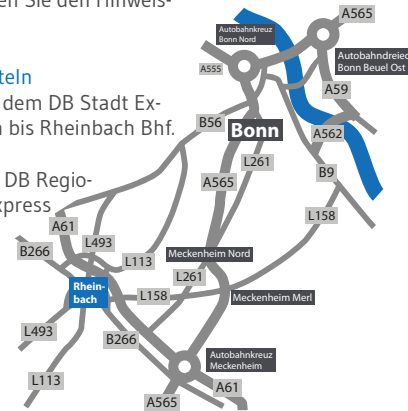 en Sie den Hinweis-
teln
dem DB Stadt Ex-
bis Rheinbach Bhf.
DB Regio-
xpress
A565
Autobahnkreuz
Bonn Nord
Autobahndreiec
Bonn Beuel Ost
A555
A59
B56
Bonn
A562
L261
B9
A565
L158
A61
L493
B266
L113
Meckenheim Nord
L261
Rhein-
bach
L158
Meckenheim Merl
L493
B266
Autobahnkreuz
Meckenheim
L113
A61
A565